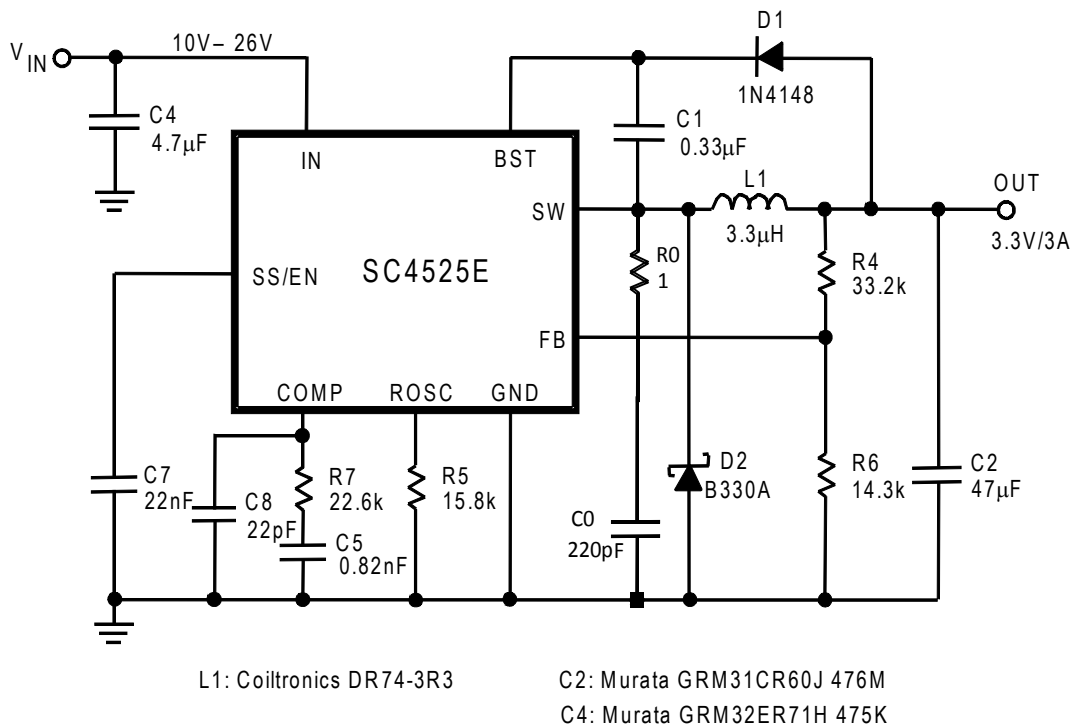 D1
V IN
10V– 26V
1N4148
C4
4.7µF
C1
0.33µF
IN
BST
L1
OUT
SW
3.3µH
3.3V/3A
R0
1
R4
33.2k
SC4525E
SS/EN
FB
COMP
ROSC
GND
C7
22nF
C8
22pF
R7
22.6k
R5
15.8k
C5
0.82nF
D2
B330A
R6
14.3k
C2
47µF
C0
220pF
L1: Coiltronics DR74-3R3
C2: Murata GRM31CR60J 476M
C4: Murata GRM32ER71H 475K